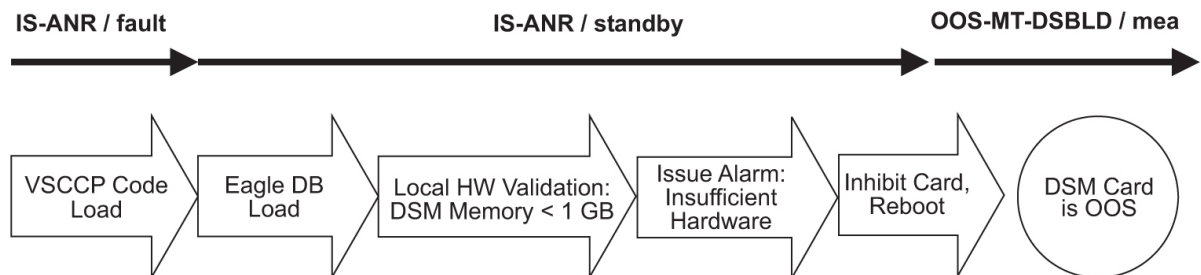 IS-ANR / fault
IS-ANR / standby
OOS-MT-DSBLD / mea
VSCCP Code
Load
Eagle DB
Load
Local HW Validation:
DSM Memory < 1 GB
Issue Alarm:
Insufficient
Hardware
Inhibit Card,
Reboot
DSM Card
is OOS